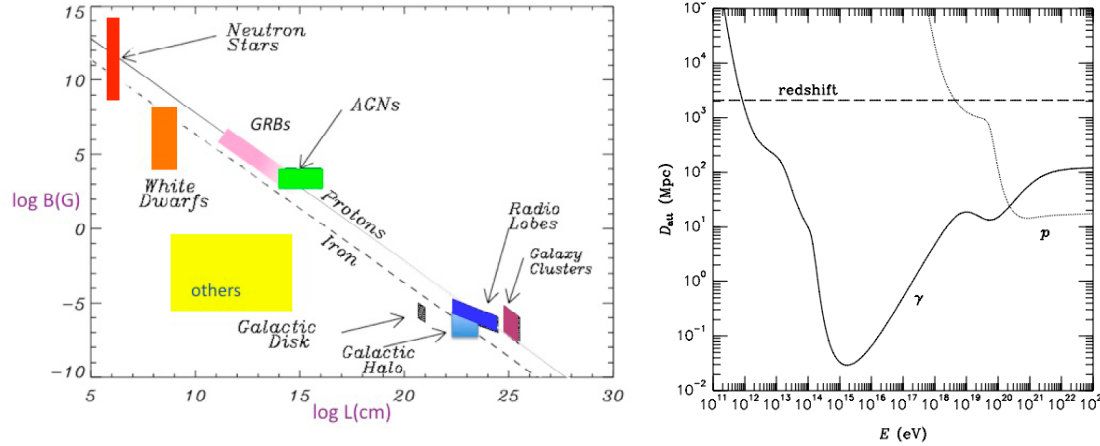 15
10
5
0
−5
−10
5
10
15
20
25
30
log B(G)
log L(cm)
Neutron
Stars
AGNs
GRBs
White
Dwarfs
Protons
Iron
Radio
Lobes
Galaxy
Clusters
others
Galactic
Disk
Galactic
Halo
10⁵
10⁴
10³
10²
10¹
10⁰
10⁻¹
10⁻²
D_att (Mpc)
redshift
p
γ
10¹¹ 10¹² 10¹³ 10¹⁴ 10¹⁵ 10¹⁶ 10¹⁷ 10¹⁸ 10¹⁹ 10²⁰ 10²¹ 10²² 10²³
E (eV)